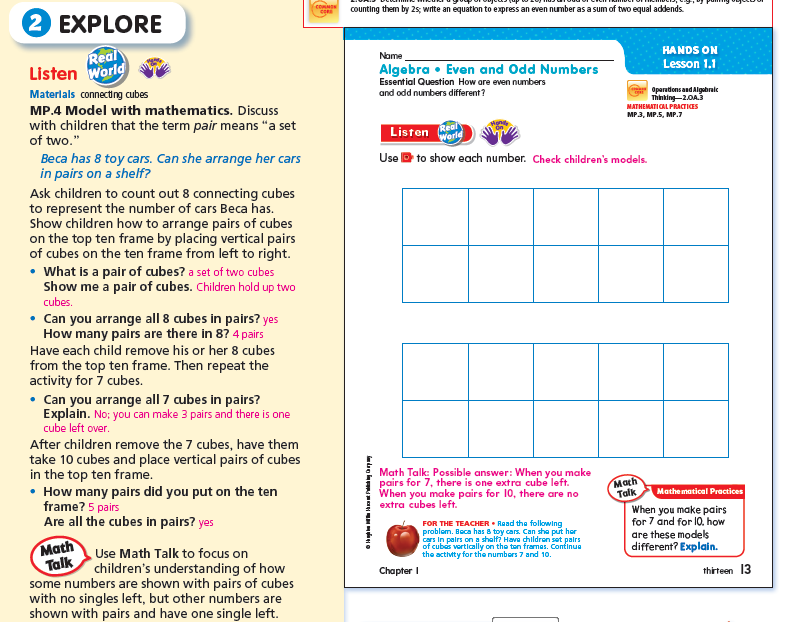 2 EXPLORE
Listen
Real World
Hands On
Materials connecting cubes
MP.4 Model with mathematics. Discuss
with children that the term pair means “a set
of two.”
Beca has 8 toy cars. Can she arrange her cars
in pairs on a shelf?
Ask children to count out 8 connecting cubes
to represent the number of cars Beca has.
Show children how to arrange pairs of cubes
on the top ten frame by placing vertical pairs
of cubes on the ten frame from left to right.
• What is a pair of cubes? a set of two cubes
Show me a pair of cubes. Children hold up two
cubes.
• Can you arrange all 8 cubes in pairs? yes
How many pairs are there in 8? 4 pairs
Have each child remove his or her 8 cubes
from the top ten frame. Then repeat the
activity for 7 cubes.
• Can you arrange all 7 cubes in pairs?
Explain. No; you can make 3 pairs and there is one
cube left over.
After children remove the 7 cubes, have them
take 10 cubes and place vertical pairs of cubes
in the top ten frame.
• How many pairs did you put on the ten
frame? 5 pairs
Are all the cubes in pairs? yes
Math Talk
Use Math Talk to focus on
children’s understanding of how
some numbers are shown with pairs of cubes
with no singles left, but other numbers are
shown with pairs and have one single left.
COMMON CORE
counting them by 2s; write an equation to express an even number as a sum of two equal addends.
Name
HANDS ON
Lesson 1.1
Algebra • Even and Odd Numbers
Essential Question How are even numbers
and odd numbers different?
COMMON CORE
Operations and Algebraic
Thinking—2.OA.3
MATHEMATICAL PRACTICES
MP.3, MP.5, MP.7
Listen
Real World
Hands On
Use to show each number. Check children’s models.
Math Talk: Possible answer: When you make
pairs for 7, there is one extra cube left.
When you make pairs for 10, there are no
extra cubes left.
Math Talk
Mathematical Practices
When you make pairs
for 7 and for 10, how
are these models
different? Explain.
FOR THE TEACHER • Read the following
problem. Beca has 8 toy cars. Can she put her
cars in pairs on a shelf? Have children set pairs
of cubes vertically on the ten frames. Continue
the activity for the numbers 7 and 10.
© Houghton Mifflin Harcourt Publishing Company
Chapter 1
thirteen 13